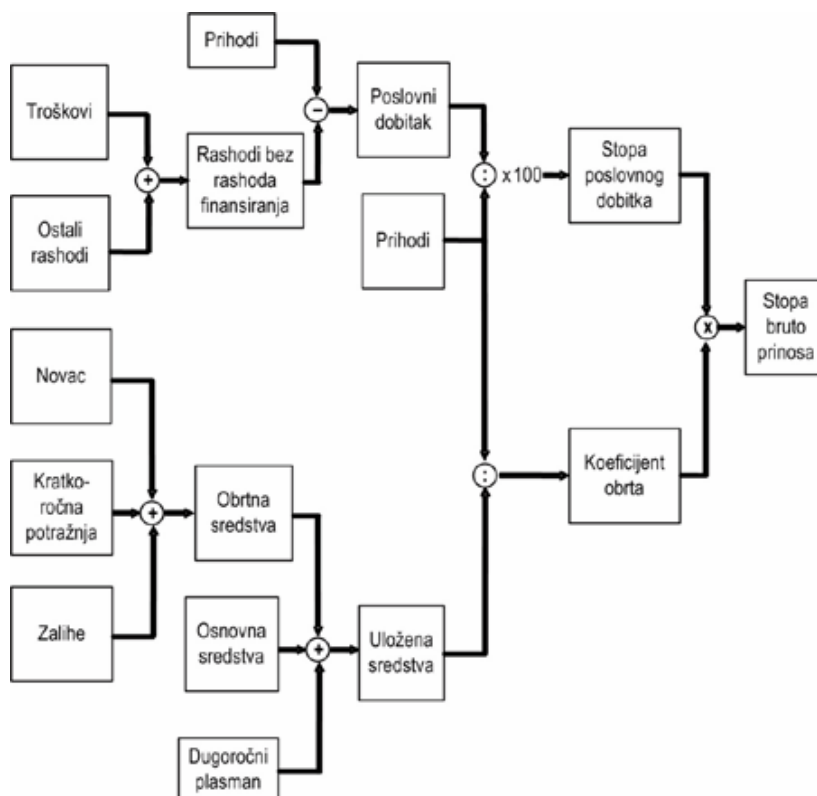 Prihodi
Troškovi
Poslovni
dobitak
−
Rashodi bez
rashoda
finansiranja
+
Stopa
poslovnog
dobitka
: x100
Ostali
rashodi
Prihodi
Stopa
bruto
prinosa
x
Novac
Kratko-
ročna
potražnja
+
Obrtna
sredstva
:
Koeficijent
obrta
Zalihe
Osnovna
sredstva
+
Uložena
sredstva
Dugoročni
plasman